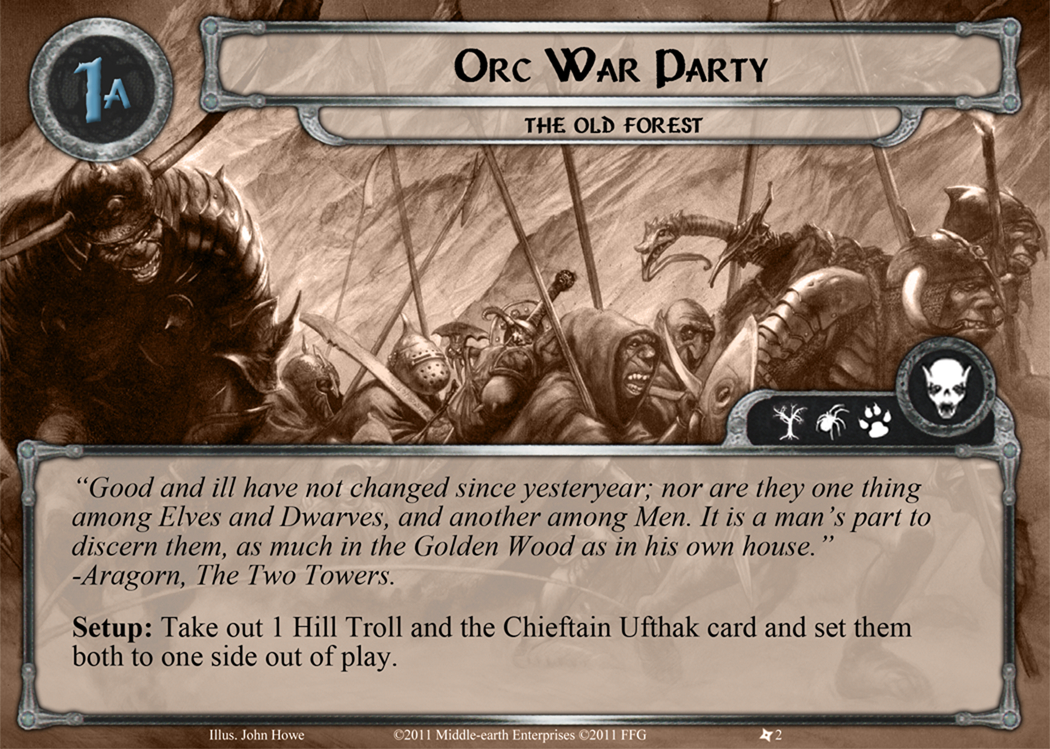 1A
Orc War Party
The Old Forest
“Good and ill have not changed since yesteryear; nor are they one thing
among Elves and Dwarves, and another among Men. It is a man’s part to
discern them, as much in the Golden Wood as in his own house.”
-Aragorn, The Two Towers.
Setup: Take out 1 Hill Troll and the Chieftain Ufthak card and set them
both to one side out of play.
Illus. John Howe ©2011 Middle-earth Enterprises ©2011 FFG 2